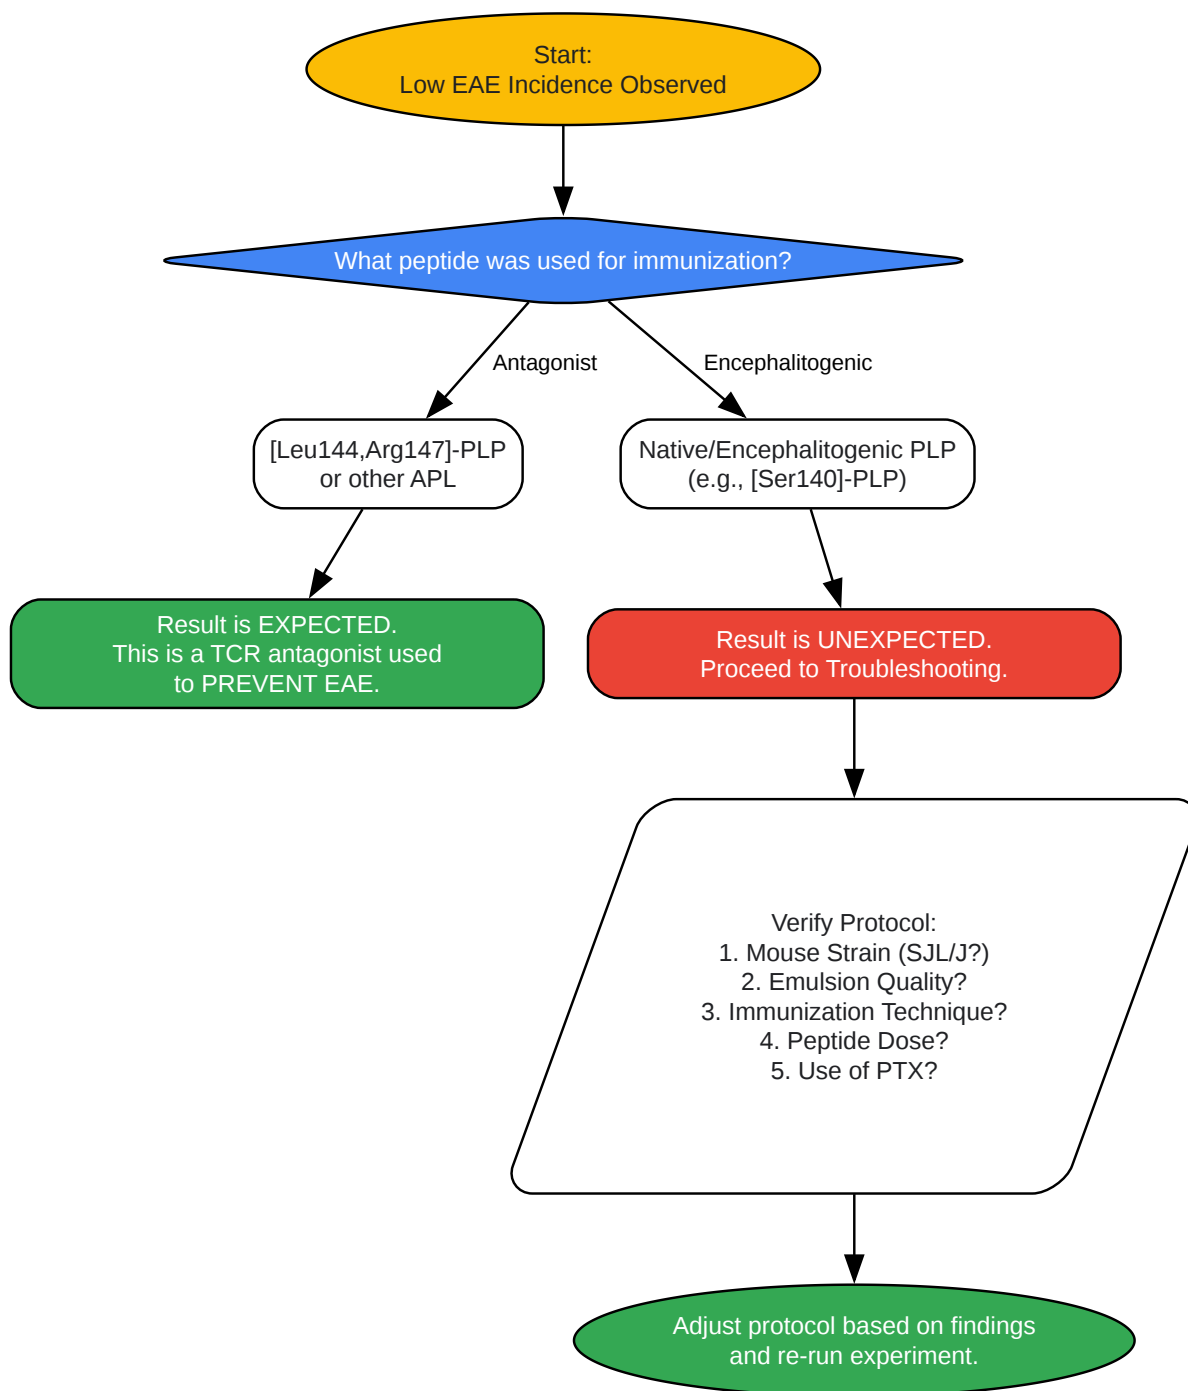 Start:
Low EAE Incidence Observed
What peptide was used for immunization?
Antagonist
Encephalitogenic
[Leu144,Arg147]-PLP
or other APL
Native/Encephalitogenic PLP
(e.g., [Ser140]-PLP)
Result is EXPECTED.
This is a TCR antagonist used
to PREVENT EAE.
Result is UNEXPECTED.
Proceed to Troubleshooting.
Verify Protocol:
1. Mouse Strain (SJL/J?)
2. Emulsion Quality?
3. Immunization Technique?
4. Peptide Dose?
5. Use of PTX?
Adjust protocol based on findings
and re-run experiment.